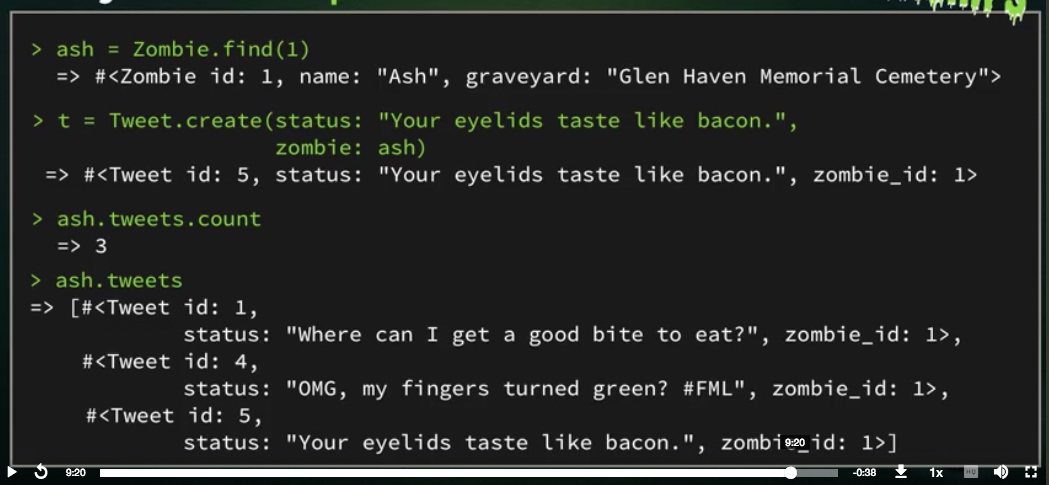 > ash = Zombie.find(1)
=> #<Zombie id: 1, name: "Ash", graveyard: "Glen Haven Memorial Cemetery">
> t = Tweet.create(status: "Your eyelids taste like bacon.",
zombie: ash)
=> #<Tweet id: 5, status: "Your eyelids taste like bacon.", zombie_id: 1>
> ash.tweets.count
=> 3
> ash.tweets
=> [#<Tweet id: 1,
status: "Where can I get a good bite to eat?", zombie_id: 1>,
#<Tweet id: 4,
status: "OMG, my fingers turned green? #FML", zombie_id: 1>,
#<Tweet id: 5,
status: "Your eyelids taste like bacon.", zombie_id: 1>]
9:20
9:20 -0:38 1x HD